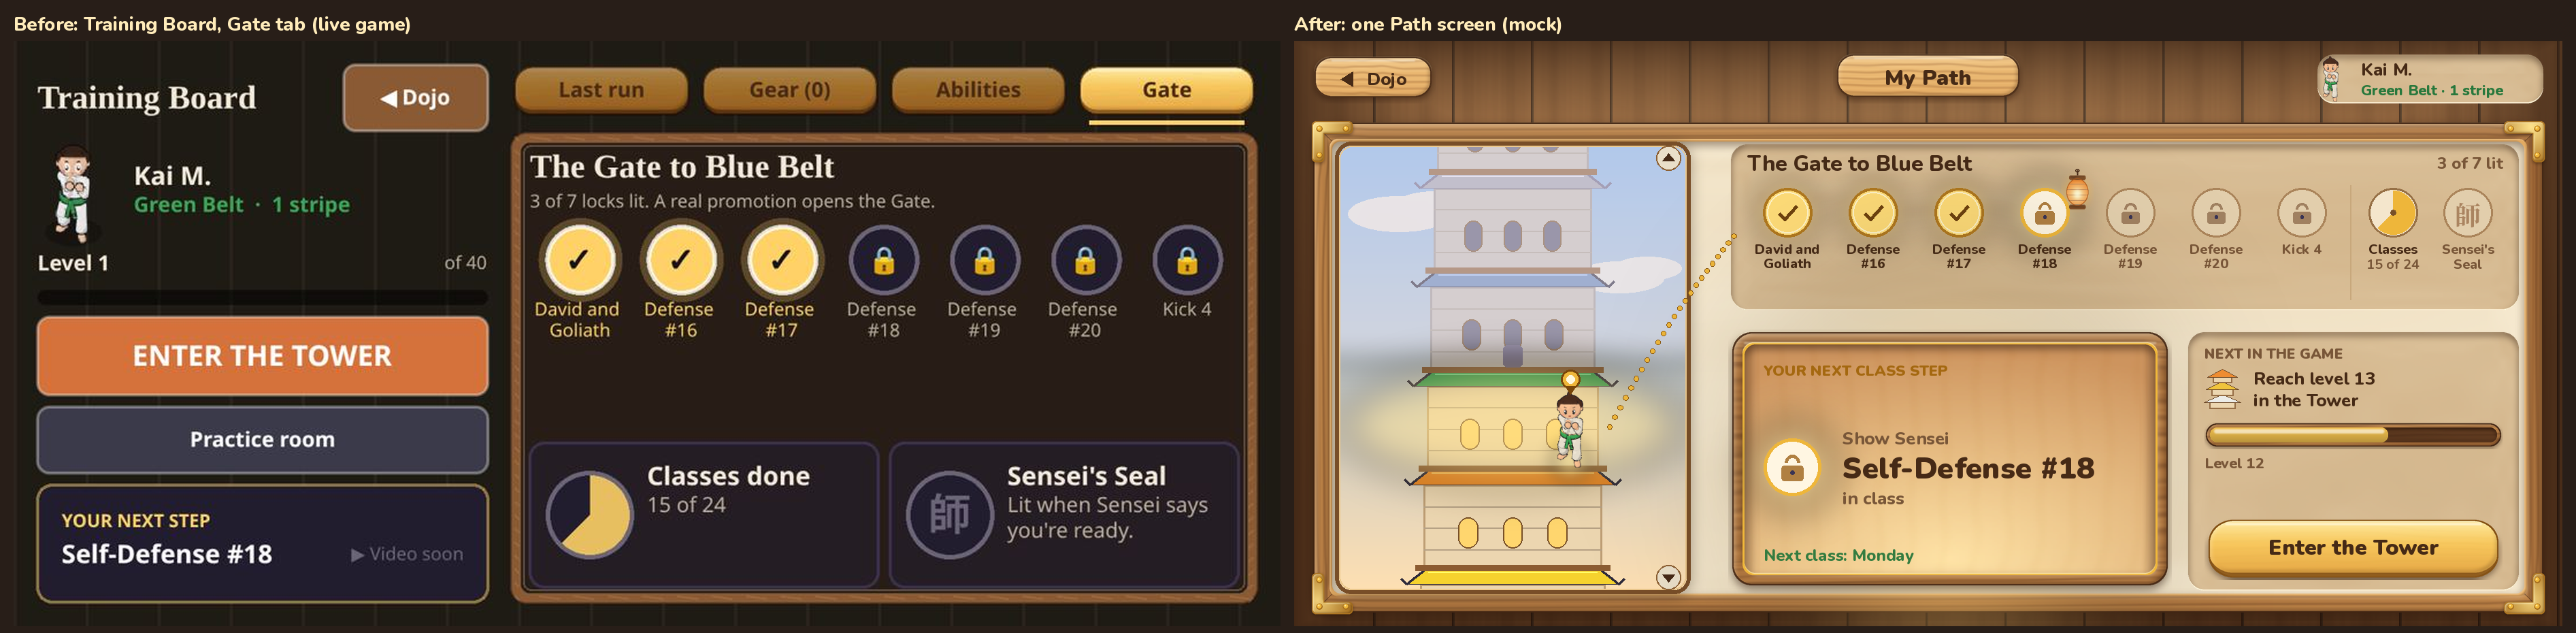 Before: Training Board, Gate tab (live game)
Training Board
◀ Dojo
Kai M.
Green Belt · 1 stripe
Level 1
of 40
ENTER THE TOWER
Practice room
YOUR NEXT STEP
Self-Defense #18
▶ Video soon
Last run
Gear (0)
Abilities
Gate
The Gate to Blue Belt
3 of 7 locks lit. A real promotion opens the Gate.
David and
Goliath
Defense
#16
Defense
#17
Defense
#18
Defense
#19
Defense
#20
Kick 4
Classes done
15 of 24
師
Sensei's Seal
Lit when Sensei says
you're ready.
After: one Path screen (mock)
◀ Dojo
My Path
Kai M.
Green Belt · 1 stripe
The Gate to Blue Belt
3 of 7 lit
David and
Goliath
Defense
#16
Defense
#17
Defense
#18
Defense
#19
Defense
#20
Kick 4
Classes
15 of 24
師
Sensei's
Seal
YOUR NEXT CLASS STEP
Show Sensei
Self-Defense #18
in class
Next class: Monday
NEXT IN THE GAME
Reach level 13
in the Tower
Level 12
Enter the Tower